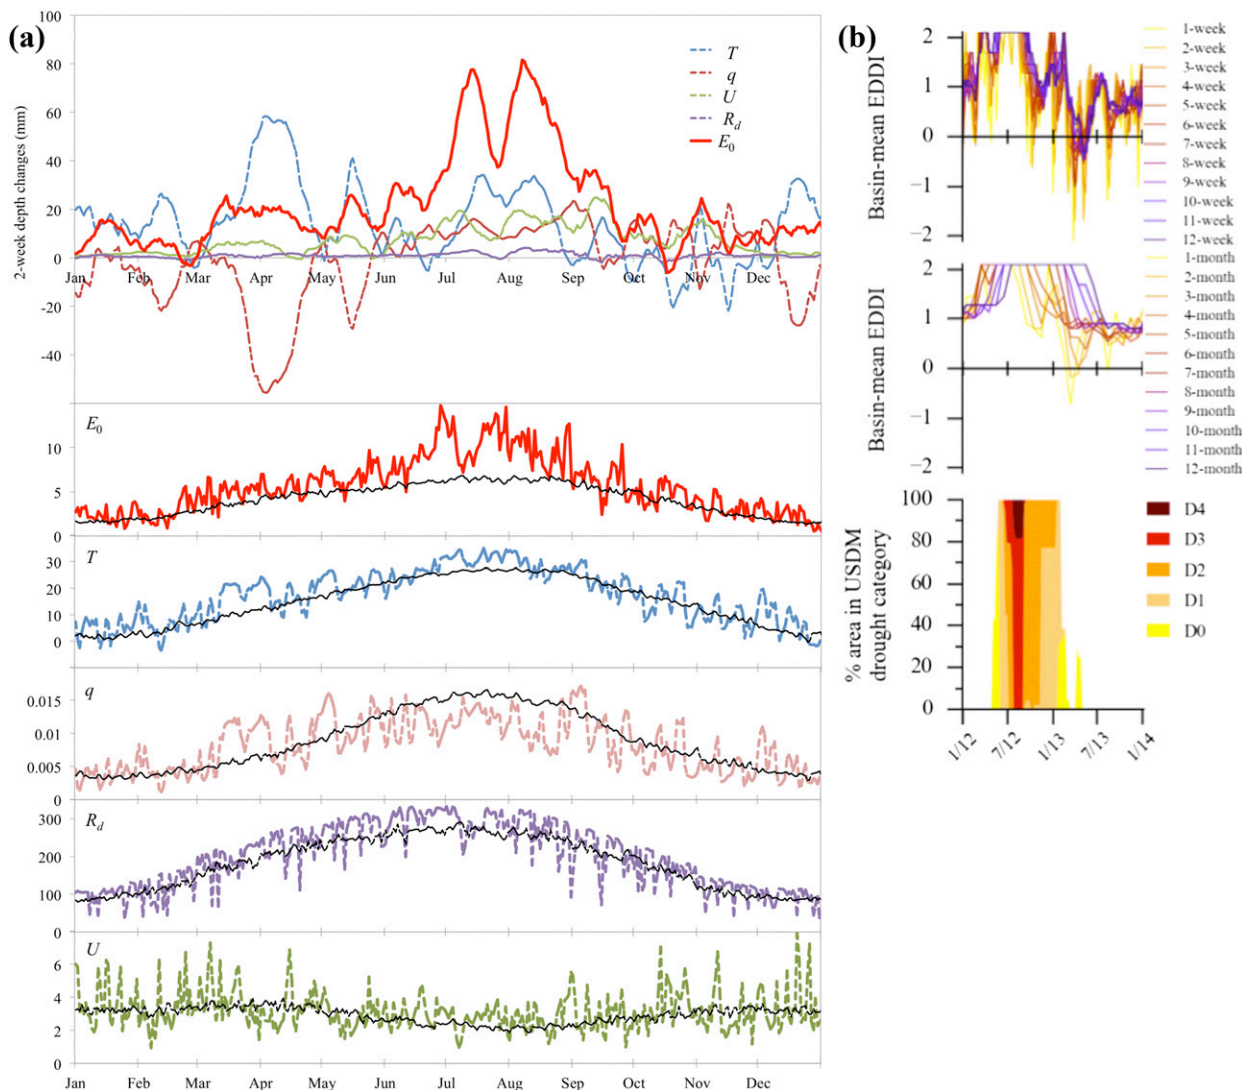 (a)
100
80
60
40
20
0
-20
-40
2-week depth changes (mm)
T
q
U
Rd
E0
Jan Feb Mar Apr May Jun Jul Aug Sep Oct Nov Dec
E0
10
5
0
T
30
20
10
0
q
0.015
0.01
0.005
0
Rd
300
200
100
0
U
6
4
2
0
Jan Feb Mar Apr May Jun Jul Aug Sep Oct Nov Dec
(b)
Basin-mean EDDI
2
1
0
−1
−2
Basin-mean EDDI
2
1
0
−1
−2
1-week
2-week
3-week
4-week
5-week
6-week
7-week
8-week
9-week
10-week
11-week
12-week
1-month
2-month
3-month
4-month
5-month
6-month
7-month
8-month
9-month
10-month
11-month
12-month
% area in USDM
drought category
100
80
60
40
20
0
D4
D3
D2
D1
D0
1/12 7/12 1/13 7/13 1/14